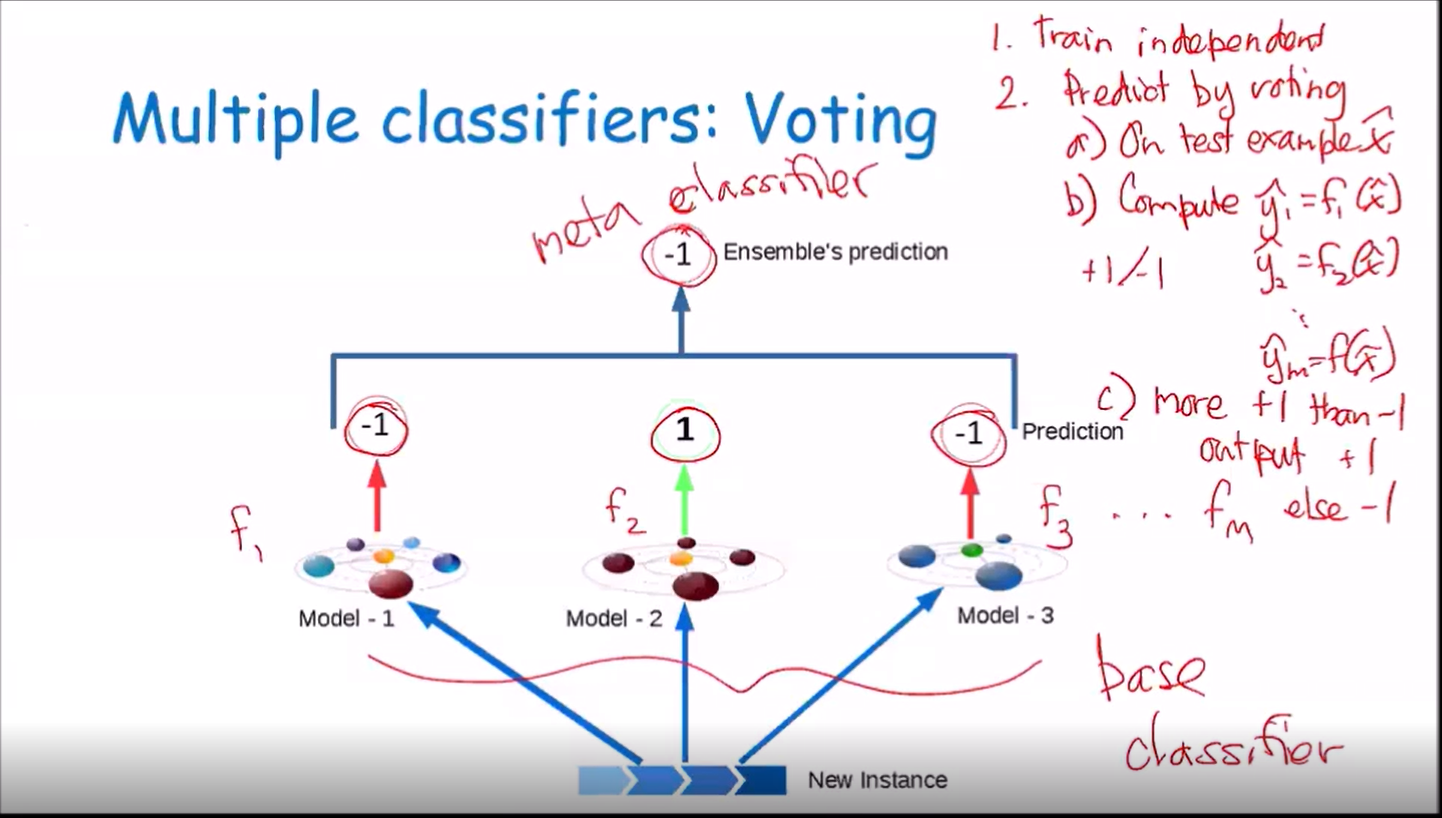 Multiple classifiers: Voting
meta classifier
-1 Ensemble's prediction
-1 1 -1 Prediction
f1 f2 f3 ... fM
Model - 1 Model - 2 Model - 3
New Instance
base
classifier
1. Train independent
2. Predict by voting
a) On test example x̂
b) Compute ŷ1 = f1(x̂)
+1/-1 ŷ2 = f2(x̂)
⋮
ŷm = f(x̂)
c) more +1 than -1
output +1
else -1